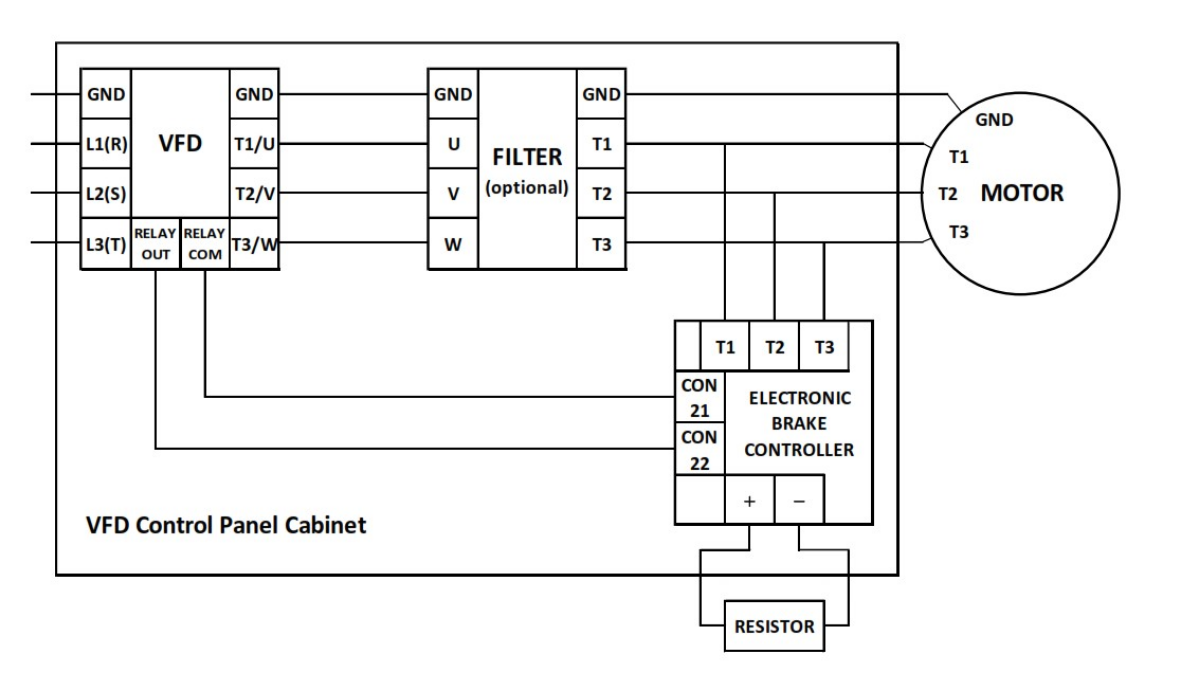 GND
L1(R)
L2(S)
L3(T)
VFD
RELAY
OUT
RELAY
COM
GND
T1/U
T2/V
T3/W
GND
U
V
W
FILTER
(optional)
GND
T1
T2
T3
GND
T1
T2
T3
MOTOR
T1
T2
T3
CON
21
CON
22
ELECTRONIC
BRAKE
CONTROLLER
+
−
VFD Control Panel Cabinet
RESISTOR